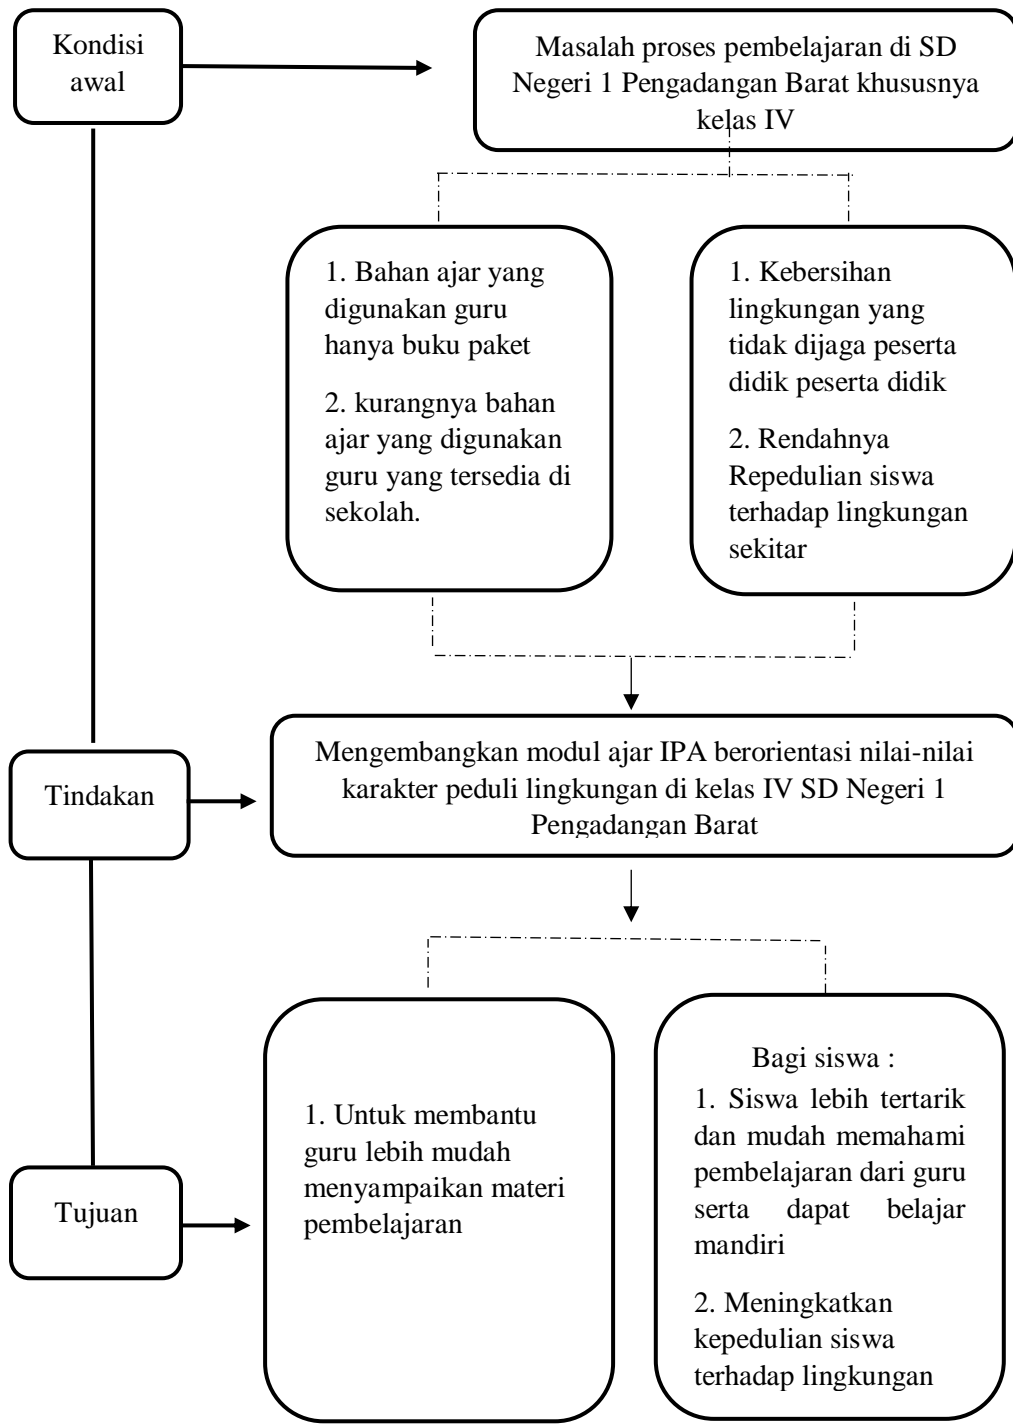 Kondisi
awal
Masalah proses pembelajaran di SD
Negeri 1 Pengadangan Barat khususnya
kelas IV
1. Bahan ajar yang
digunakan guru
hanya buku paket
2. kurangnya bahan
ajar yang digunakan
guru yang tersedia di
sekolah.
1. Kebersihan
lingkungan yang
tidak dijaga peserta
didik peserta didik
2. Rendahnya
Repedulian siswa
terhadap lingkungan
sekitar
Tindakan
Mengembangkan modul ajar IPA berorientasi nilai-nilai
karakter peduli lingkungan di kelas IV SD Negeri 1
Pengadangan Barat
Tujuan
1. Untuk membantu
guru lebih mudah
menyampaikan materi
pembelajaran
Bagi siswa :
1. Siswa lebih tertarik
dan mudah memahami
pembelajaran dari guru
serta dapat belajar
mandiri
2. Meningkatkan
kepedulian siswa
terhadap lingkungan